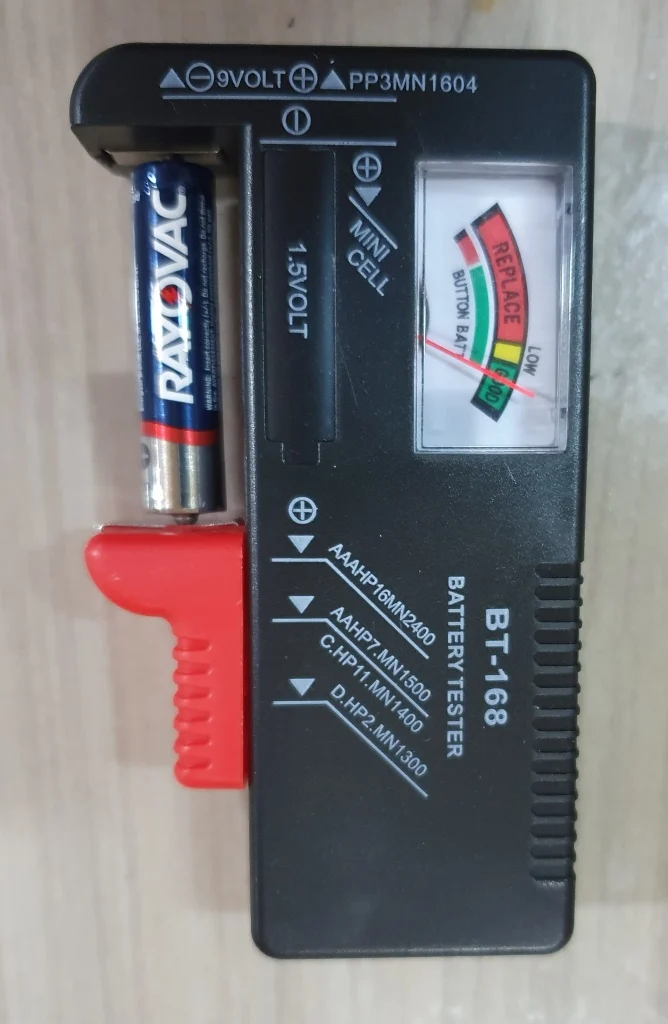 9VOLT PP3MN1604
MINI
CELL
1.5VOLT
RAYOVAC
REPLACE
LOW
GOOD
BUTTON BATT
AAAHP16MN2400
AAHP7.MN1500
C.HP11.MN1400
D.HP2.MN1300
BATTERY TESTER
BT-168